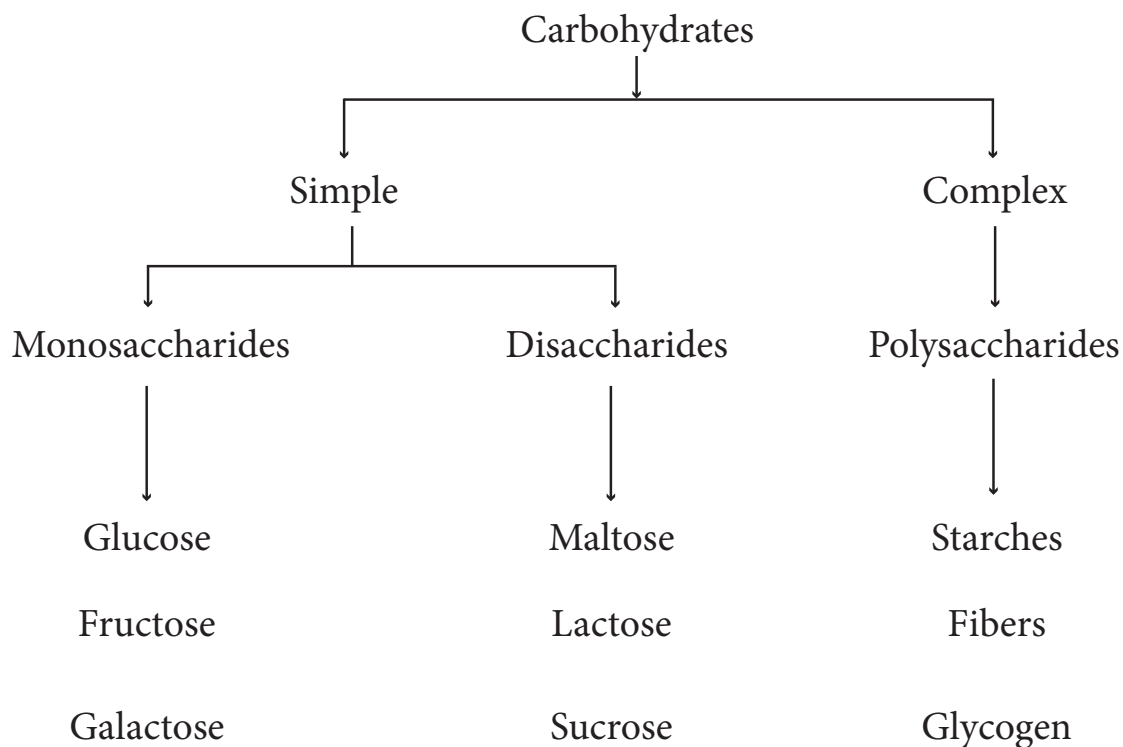 Carbohydrates
Simple
Complex
Monosaccharides
Disaccharides
Polysaccharides
Glucose
Maltose
Starches
Fructose
Lactose
Fibers
Galactose
Sucrose
Glycogen